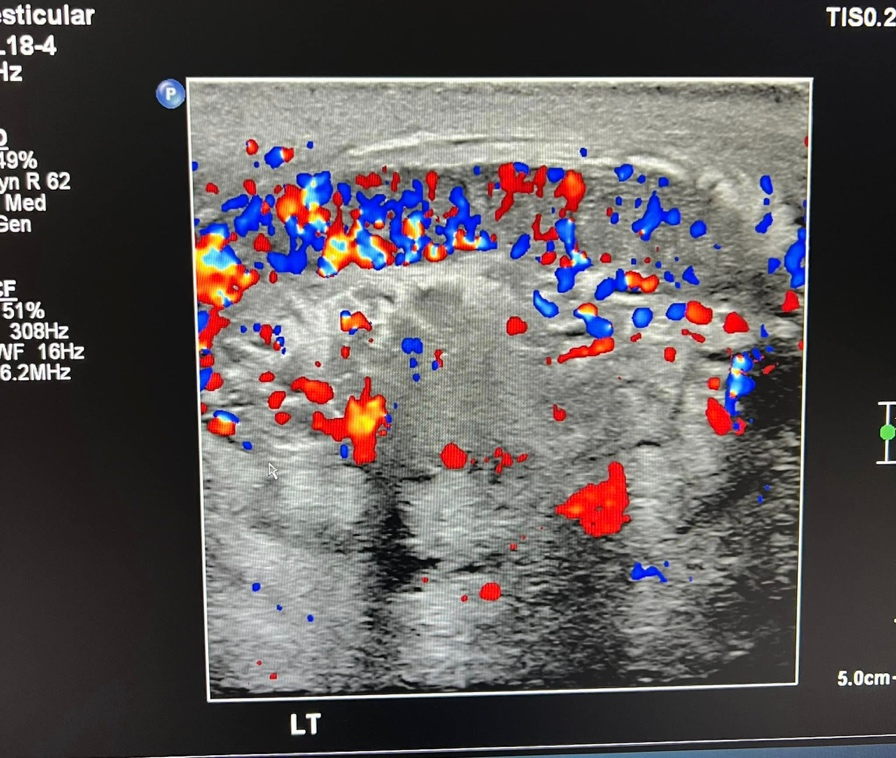 esticular
L18-4
Hz
TIS0.2
P
49%
yn R 62
Med
Gen
CF
51%
308Hz
WF 16Hz
6.2MHz
5.0cm
LT